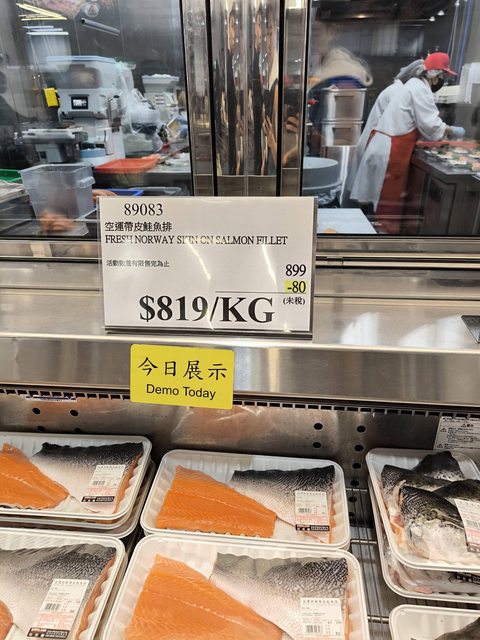 89083
空運帶皮鮭魚排
FRESH NORWAY SKIN ON SALMON FILLET
活動數量有限售完為止
899
-80
(未稅)
$819/KG
今日展示
Demo Today